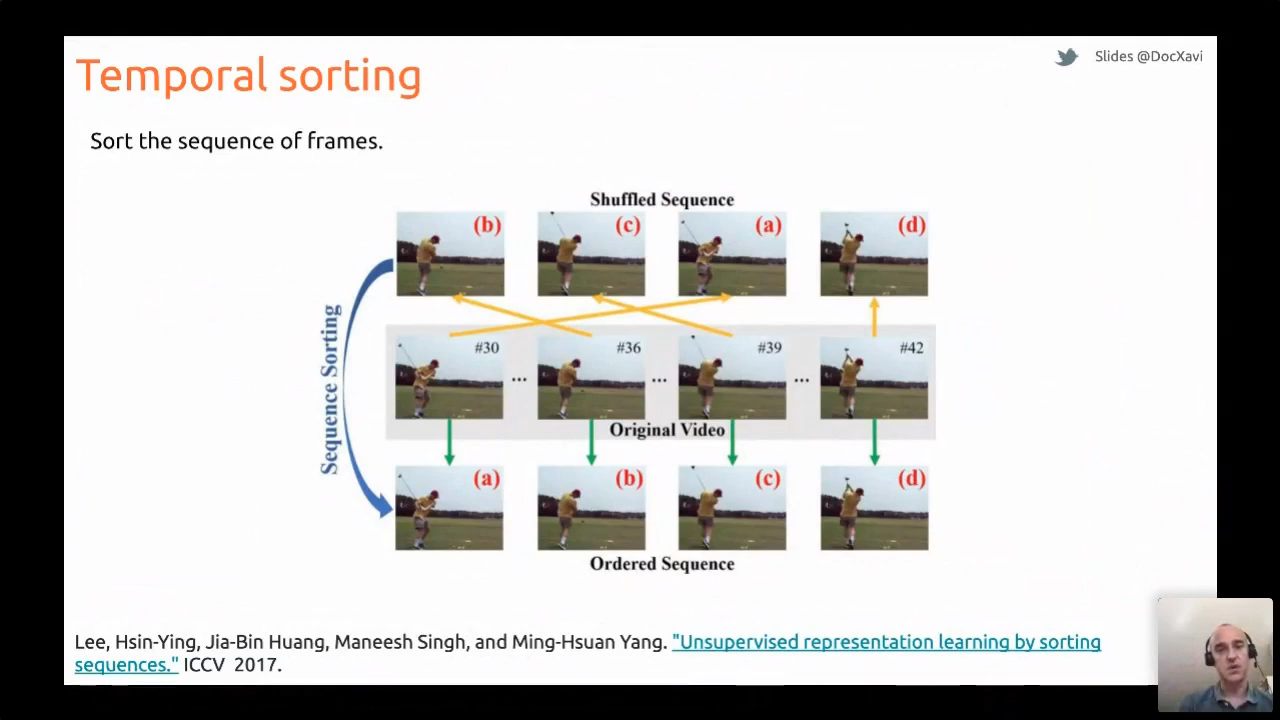 Temporal sorting
Slides @DocXavi
Sort the sequence of frames.
Shuffled Sequence
(b)
(c)
(a)
(d)
Sequence Sorting
#30
#36
#39
#42
...
...
...
Original Video
(a)
(b)
(c)
(d)
Ordered Sequence
Lee, Hsin-Ying, Jia-Bin Huang, Maneesh Singh, and Ming-Hsuan Yang. "Unsupervised representation learning by sorting
sequences." ICCV 2017.